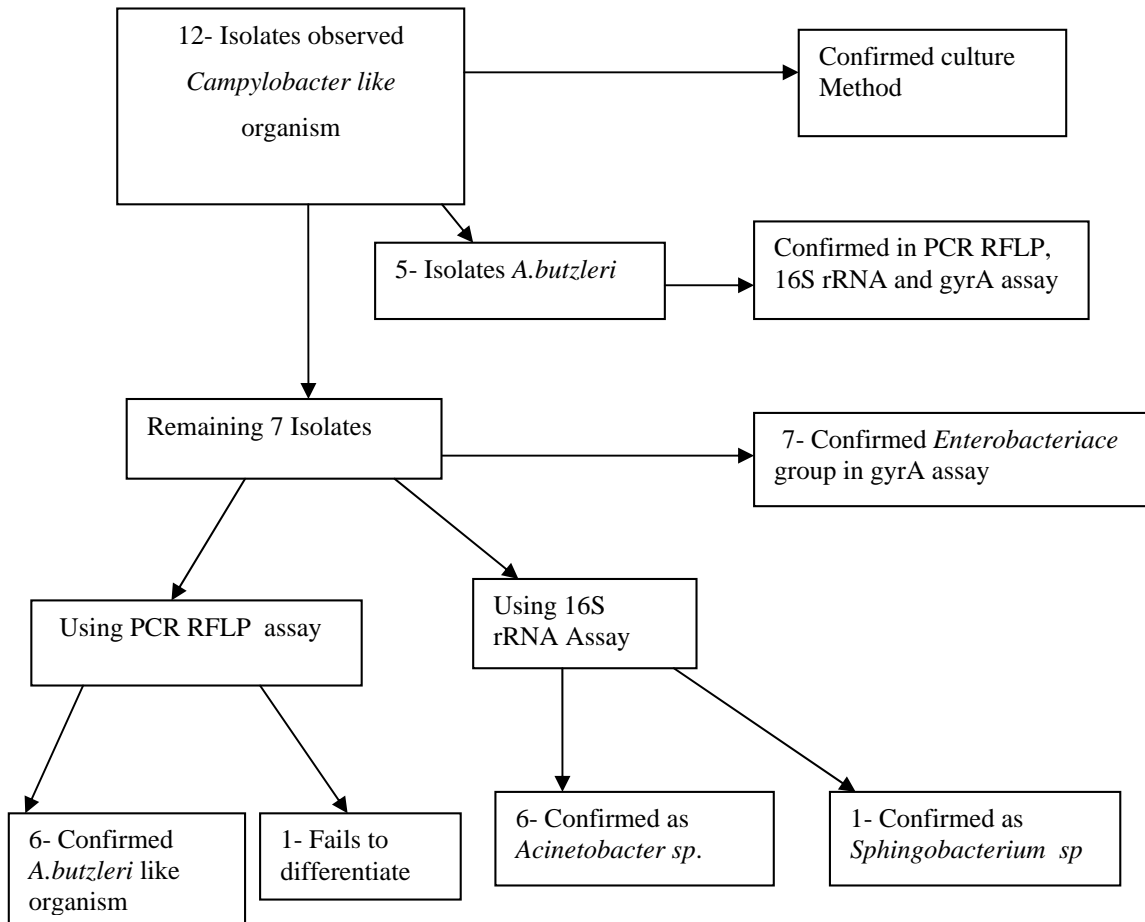 12- Isolates observed
Campylobacter like
organism
Confirmed culture
Method
5- Isolates A.butzleri
Confirmed in PCR RFLP,
16S rRNA and gyrA assay
Remaining 7 Isolates
7- Confirmed Enterobacteriace
group in gyrA assay
Using PCR RFLP assay
Using 16S
rRNA Assay
6- Confirmed
A.butzleri like
organism
1- Fails to
differentiate
6- Confirmed as
Acinetobacter sp.
1- Confirmed as
Sphingobacterium sp